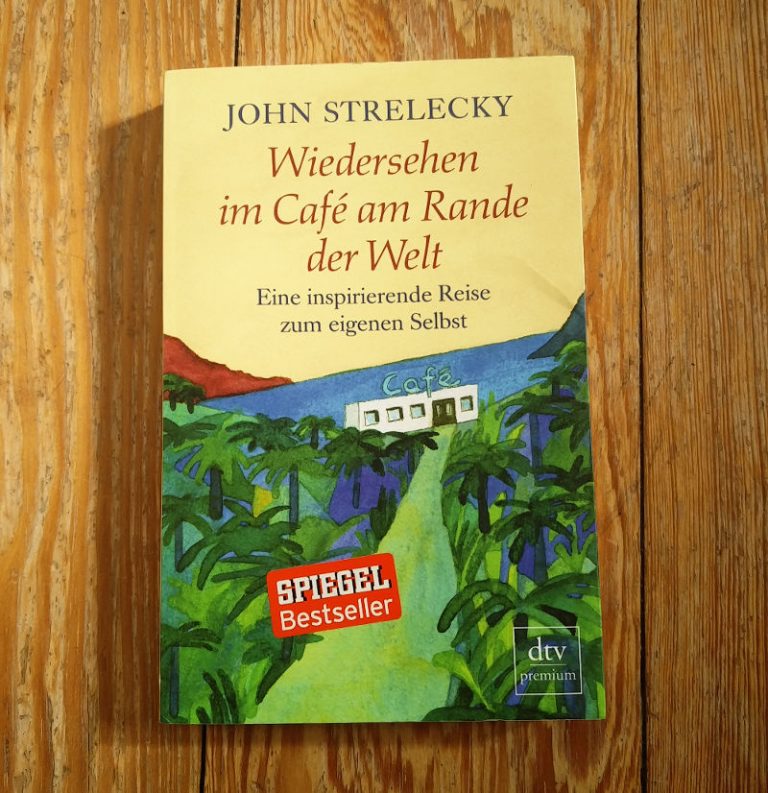 JOHN STRELECKY
Wiedersehen
im Café am Rande
der Welt
Eine inspirierende Reise
zum eigenen Selbst
Café
SPIEGEL
Bestseller
dtv
premium